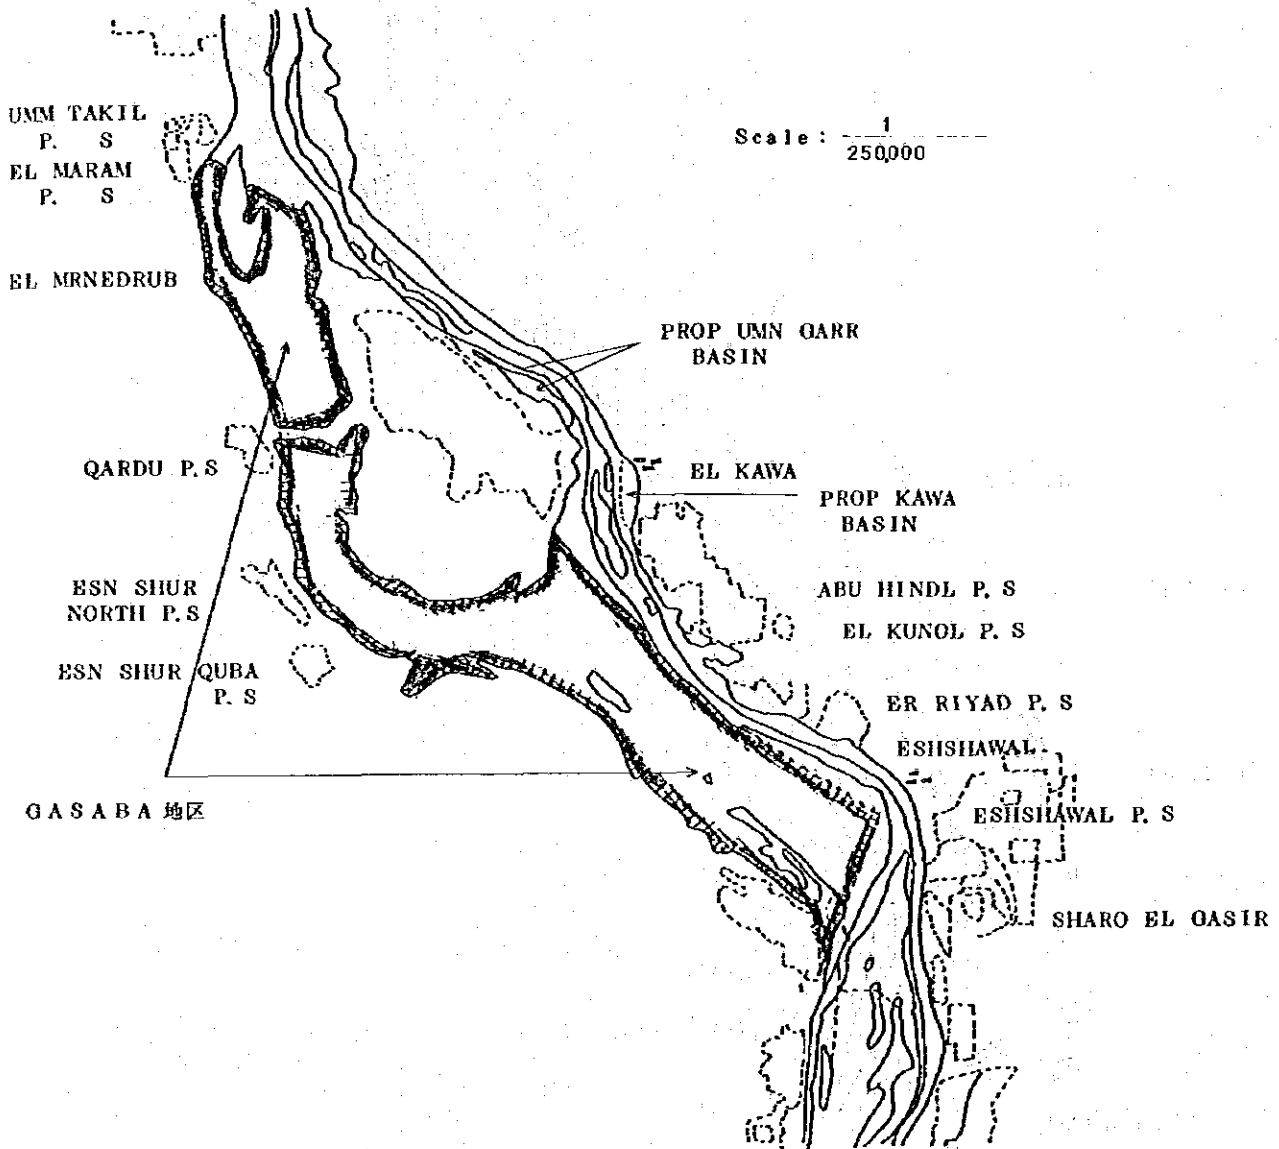 UMM TAKIL
P. S
EL MARAM
P. S
EL MRNEDRUB
Scale : 1
250,000
PROP UMN QARR
BASIN
QARDU P.S
EL KAWA
PROP KAWA
BASIN
ESN SHUR
NORTH P.S
ABU HINDL P. S
EL KUNOL P. S
ESN SHUR QUBA
P. S
ER RIYAD P. S
ESHSHAWAL
GASABA 地区
ESHSHAWAL P. S
SHARO EL QASIR